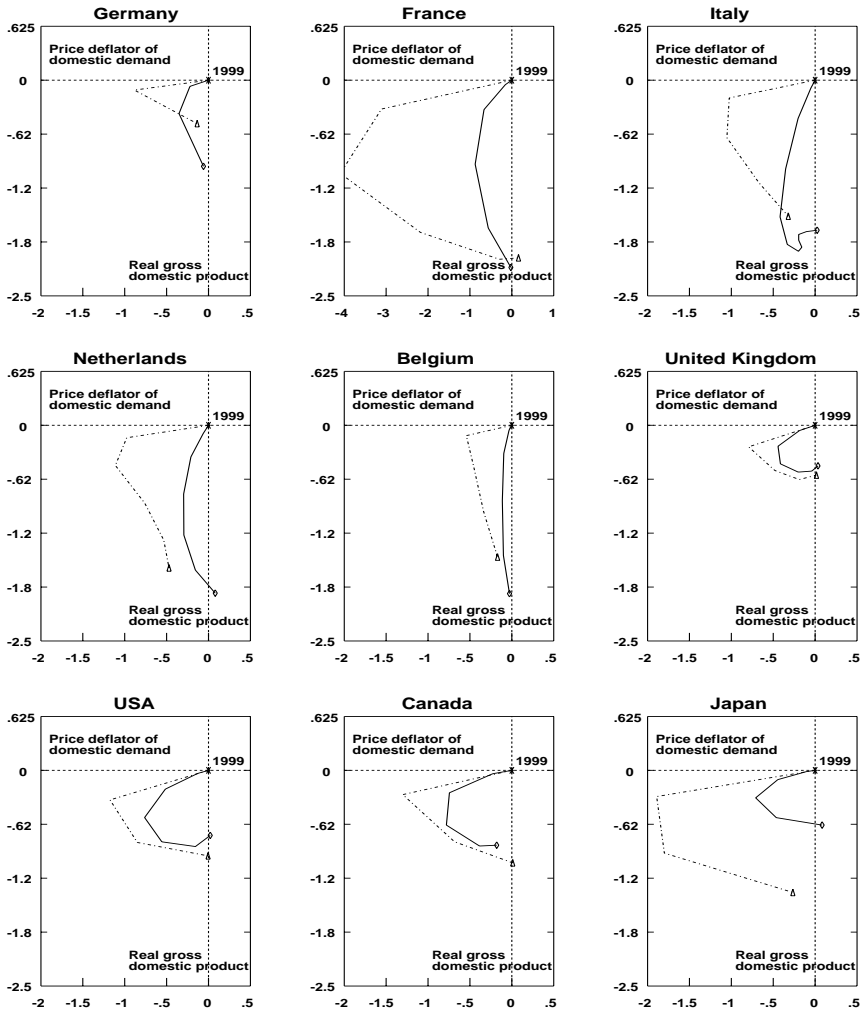 Germany
.625
Price deflator of
domestic demand
1999
0
-.62
-1.2
-1.8
Real gross
domestic product
-2.5
-2 -1.5 -1 -.5 0 .5
France
.625
Price deflator of
domestic demand
1999
0
-.62
-1.2
-1.8
Real gross
domestic product
-2.5
-4 -3 -2 -1 0 1
Italy
.625
Price deflator of
domestic demand
1999
0
-.62
-1.2
-1.8
Real gross
domestic product
-2.5
-2 -1.5 -1 -.5 0 .5
Netherlands
.625
Price deflator of
domestic demand
1999
0
-.62
-1.2
-1.8
Real gross
domestic product
-2.5
-2 -1.5 -1 -.5 0 .5
Belgium
.625
Price deflator of
domestic demand
1999
0
-.62
-1.2
-1.8
Real gross
domestic product
-2.5
-2 -1.5 -1 -.5 0 .5
United Kingdom
.625
Price deflator of
domestic demand
1999
0
-.62
-1.2
-1.8
Real gross
domestic product
-2.5
-2 -1.5 -1 -.5 0 .5
USA
.625
Price deflator of
domestic demand
1999
0
-.62
-1.2
-1.8
Real gross
domestic product
-2.5
-2 -1.5 -1 -.5 0 .5
Canada
.625
Price deflator of
domestic demand
1999
0
-.62
-1.2
-1.8
Real gross
domestic product
-2.5
-2 -1.5 -1 -.5 0 .5
Japan
.625
Price deflator of
domestic demand
1999
0
-.62
-1.2
-1.8
Real gross
domestic product
-2.5
-2 -1.5 -1 -.5 0 .5